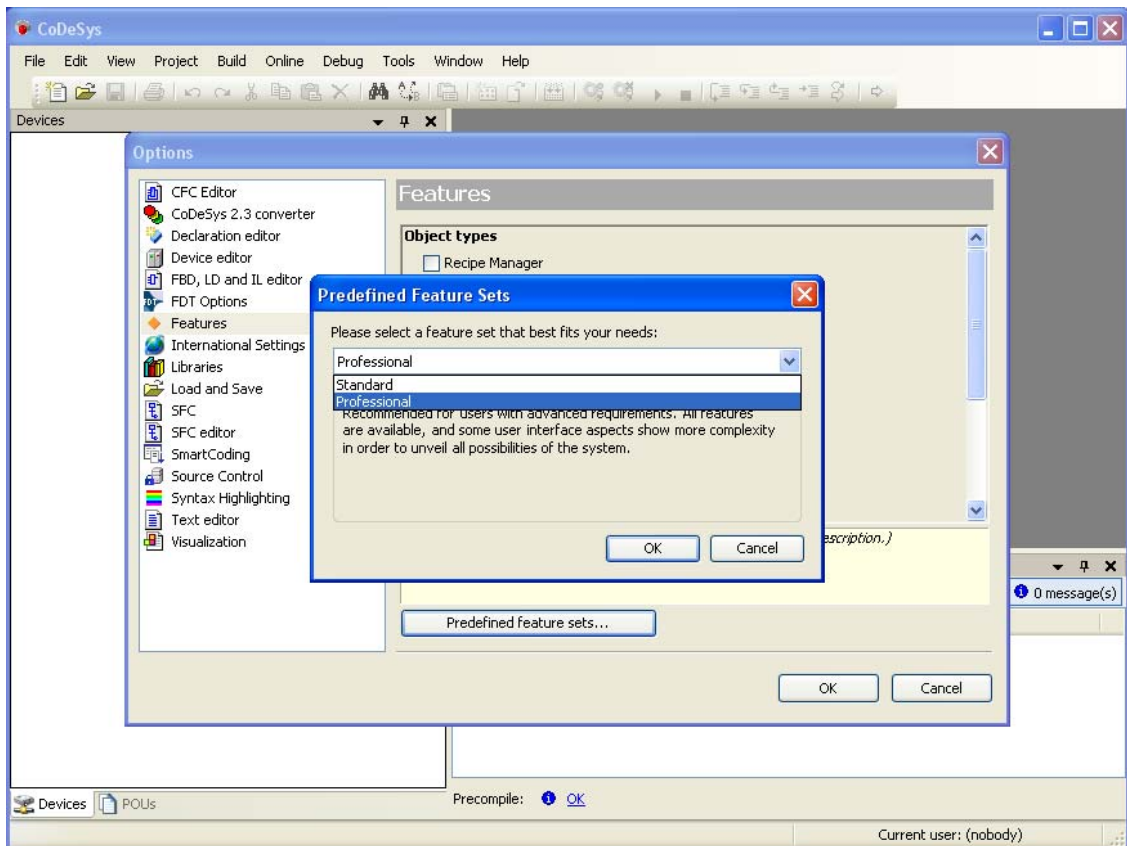 CoDeSys
File Edit View Project Build Online Debug Tools Window Help
Devices
Options
CFC Editor
CoDeSys 2.3 converter
Declaration editor
Device editor
FBD, LD and IL editor
FDT Options
Features
International Settings
Libraries
Load and Save
SFC
SFC editor
SmartCoding
Source Control
Syntax Highlighting
Text editor
Visualization
Features
Object types
Recipe Manager
Predefined Feature Sets
Please select a feature set that best fits your needs:
Professional
Standard
Professional
Recommended for users with advanced requirements. All features
are available, and some user interface aspects show more complexity
in order to unveil all possibilities of the system.
OK Cancel
escription.)
Predefined feature sets...
OK Cancel
0 message(s)
Devices POUs
Precompile: OK
Current user: (nobody)